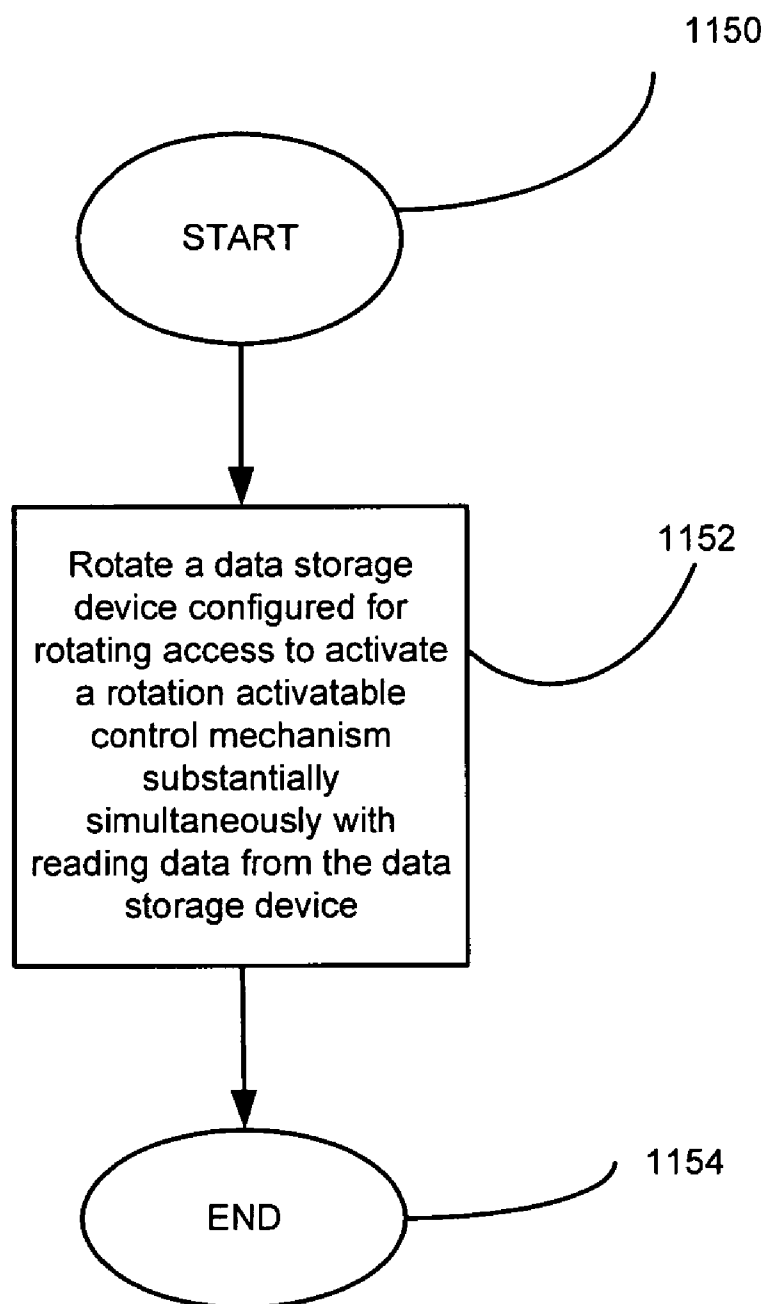 1150
START
1152
Rotate a data storage
device configured for
rotating access to activate
a rotation activatable
control mechanism
substantially
simultaneously with
reading data from the data
storage device
1154
END